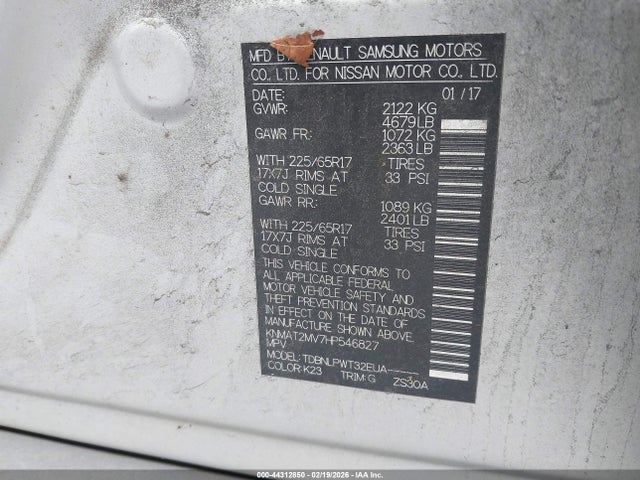 MFD B NAULT SAMSUNG MOTORS
CO., LTD. FOR NISSAN MOTOR CO., LTD.
DATE: 01/17
GVWR: 2122 KG
4679 LB
GAWR FR: 1072 KG
2363 LB
WITH 225/65R17 TIRES
17X7J RIMS AT 33 PSI
COLD SINGLE
GAWR RR: 1089 KG
2401 LB
WITH 225/65R17 TIRES
17X7J RIMS AT 33 PSI
COLD SINGLE
THIS VEHICLE CONFORMS TO
ALL APPLICABLE FEDERAL
MOTOR VEHICLE SAFETY AND
THEFT PREVENTION STANDARDS
IN EFFECT ON THE DATE OF
MANUFACTURE SHOWN ABOVE.
KNMAT2MV7HP546827
MPV
MODEL: TDBNLPWT32EUA-----
COLOR: K23 TRIM: G 3
ZS30A
000-44312850 - 02/19/2026 - COPYRIGHT IAA, LLC.